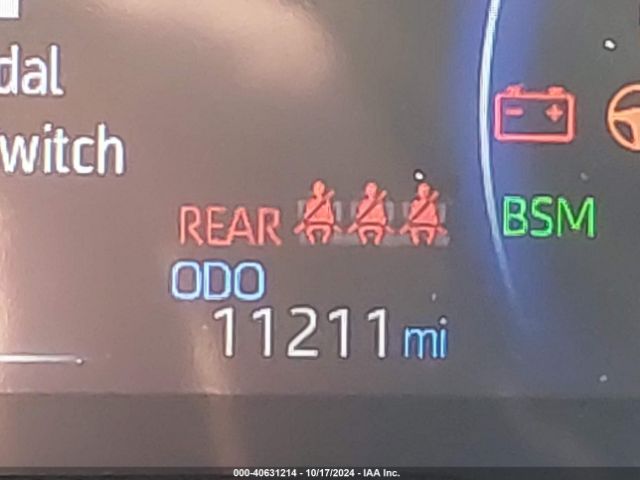 dal
witch
REAR
BSM
ODO
11211 mi
000-40631214 - 10/17/2024 - IAA Inc.